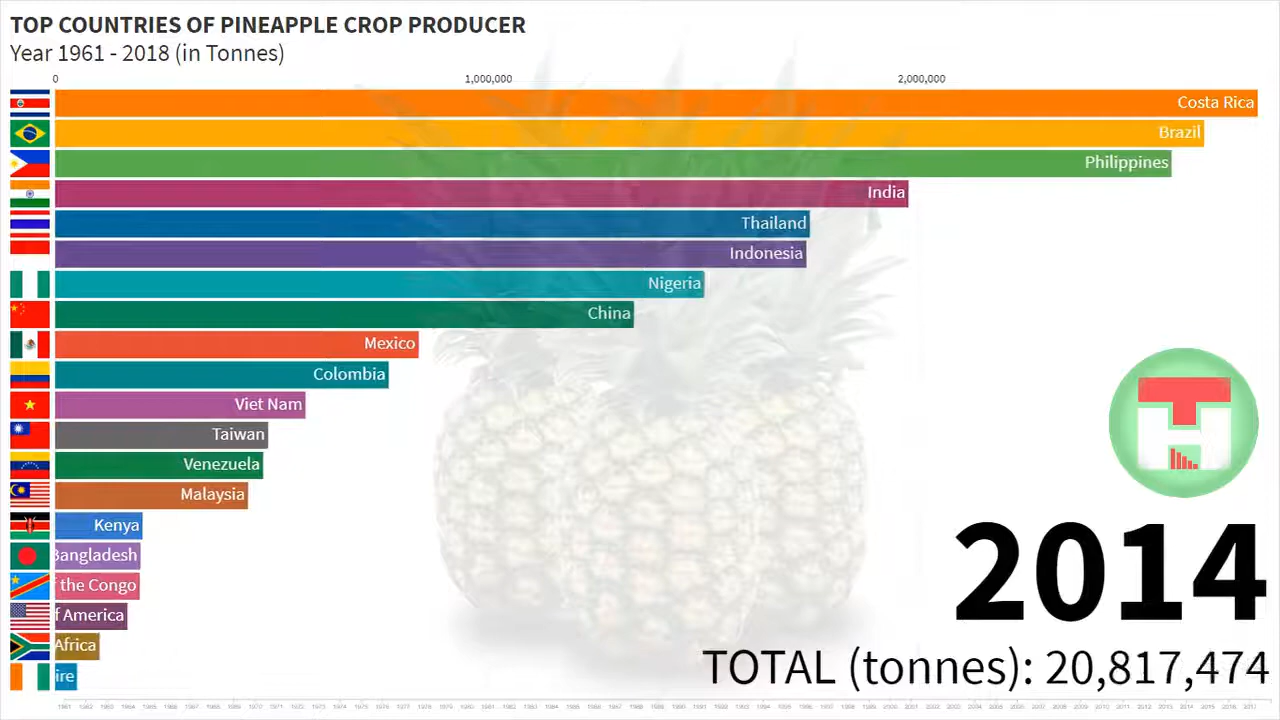 TOP COUNTRIES OF PINEAPPLE CROP PRODUCER
Year 1961 - 2018 (in Tonnes)
0 1,000,000 2,000,000
Costa Rica
Brazil
Philippines
India
Thailand
Indonesia
Nigeria
China
Mexico
Colombia
Viet Nam
Taiwan
Venezuela
Malaysia
Kenya
Bangladesh
the Congo
f America
Africa
ire
2014
TOTAL (tonnes): 20,817,474